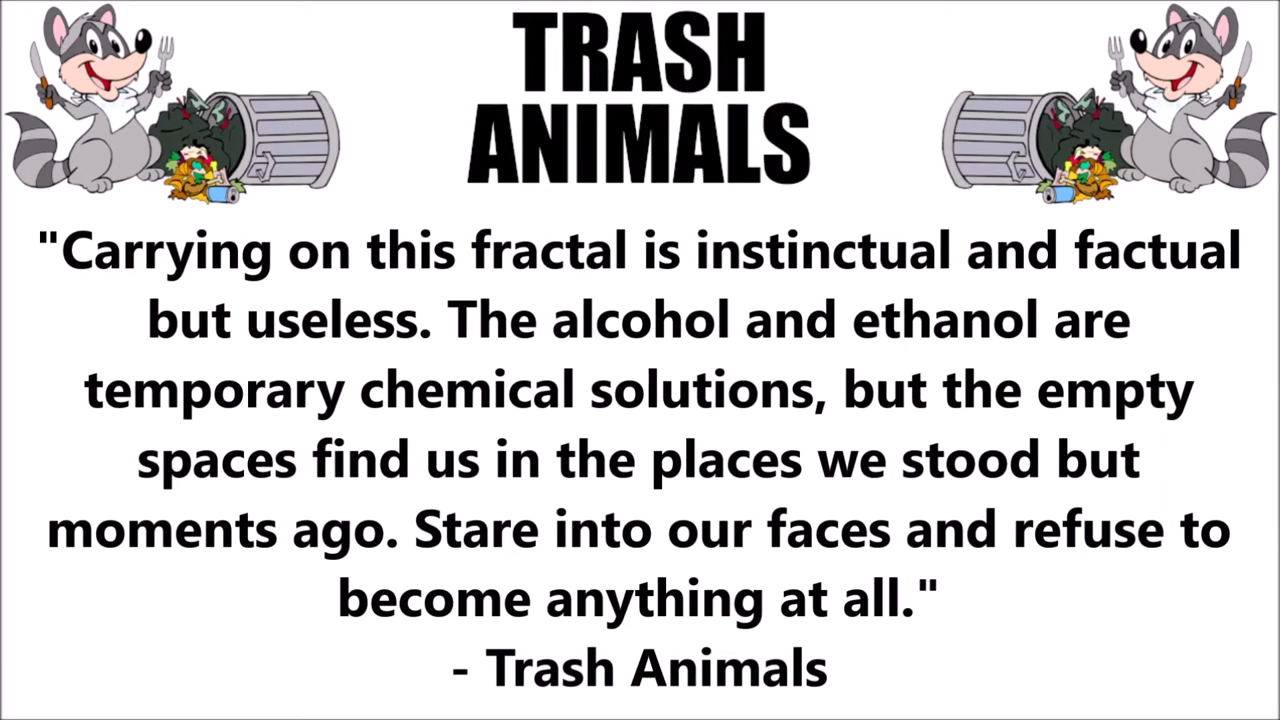 TRASH
ANIMALS
"Carrying on this fractal is instinctual and factual
but useless. The alcohol and ethanol are
temporary chemical solutions, but the empty
spaces find us in the places we stood but
moments ago. Stare into our faces and refuse to
become anything at all."
- Trash Animals